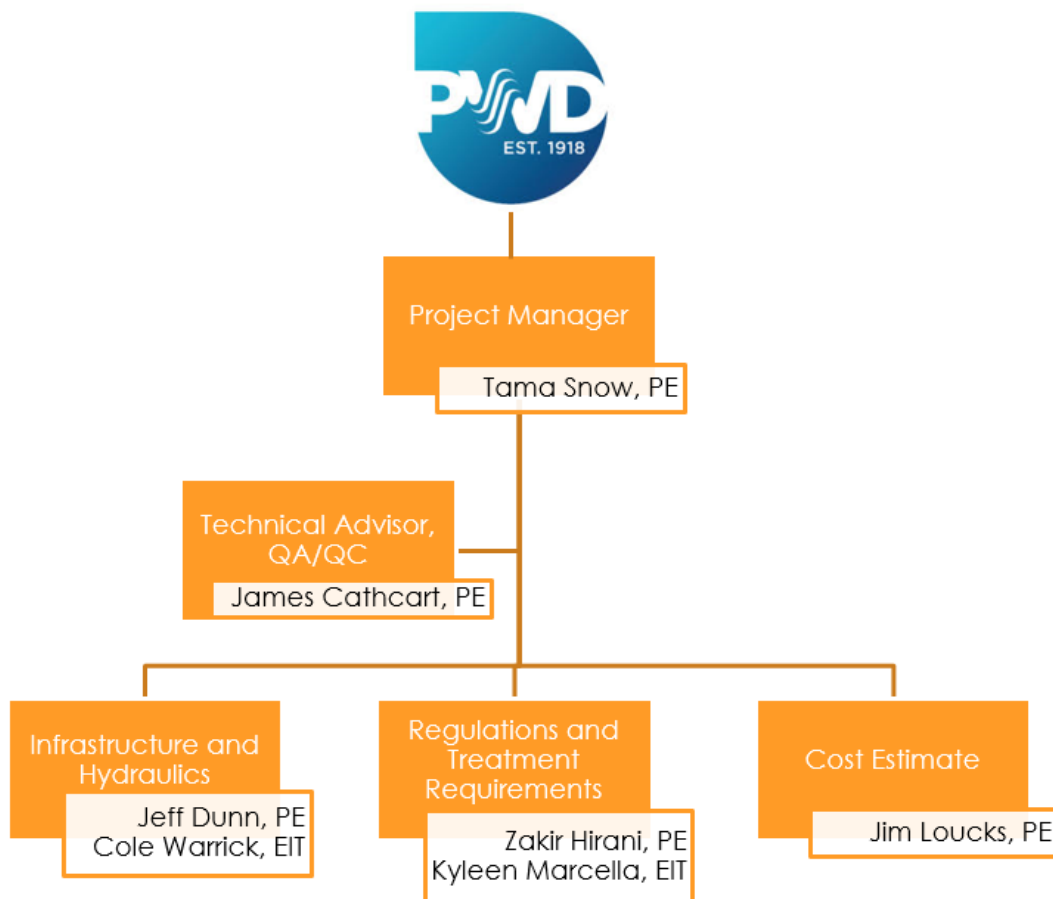 PWD
EST. 1918
Project Manager
Tama Snow, PE
Technical Advisor,
QA/QC
James Cathcart, PE
Infrastructure and
Hydraulics
Jeff Dunn, PE
Cole Warrick, EIT
Regulations and
Treatment
Requirements
Zakir Hirani, PE
Kyleen Marcella, EIT
Cost Estimate
Jim Loucks, PE